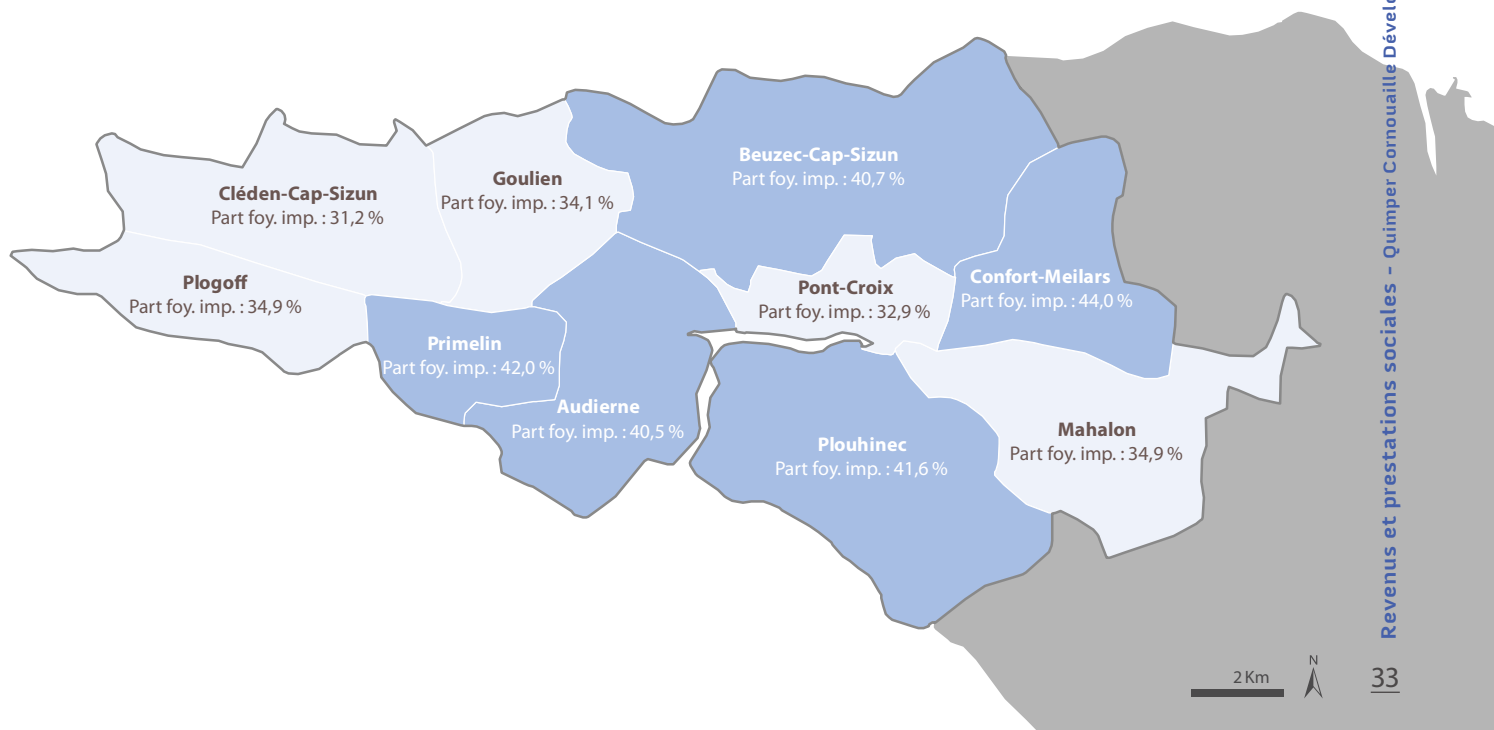 Beuzec-Cap-Sizun
Part foy. imp. : 40,7 %
Goulien
Part foy. imp. : 34,1 %
Cléden-Cap-Sizun
Part foy. imp. : 31,2 %
Plogoff
Part foy. imp. : 34,9 %
Confort-Meilars
Part foy. imp. : 44,0 %
Pont-Croix
Part foy. imp. : 32,9 %
Primelin
Part foy. imp. : 42,0 %
Audierne
Part foy. imp. : 40,5 %
Plouhinec
Part foy. imp. : 41,6 %
Mahalon
Part foy. imp. : 34,9 %
Revenus et prestations sociales - Quimper Cornouaille Dével
N
2 Km
33